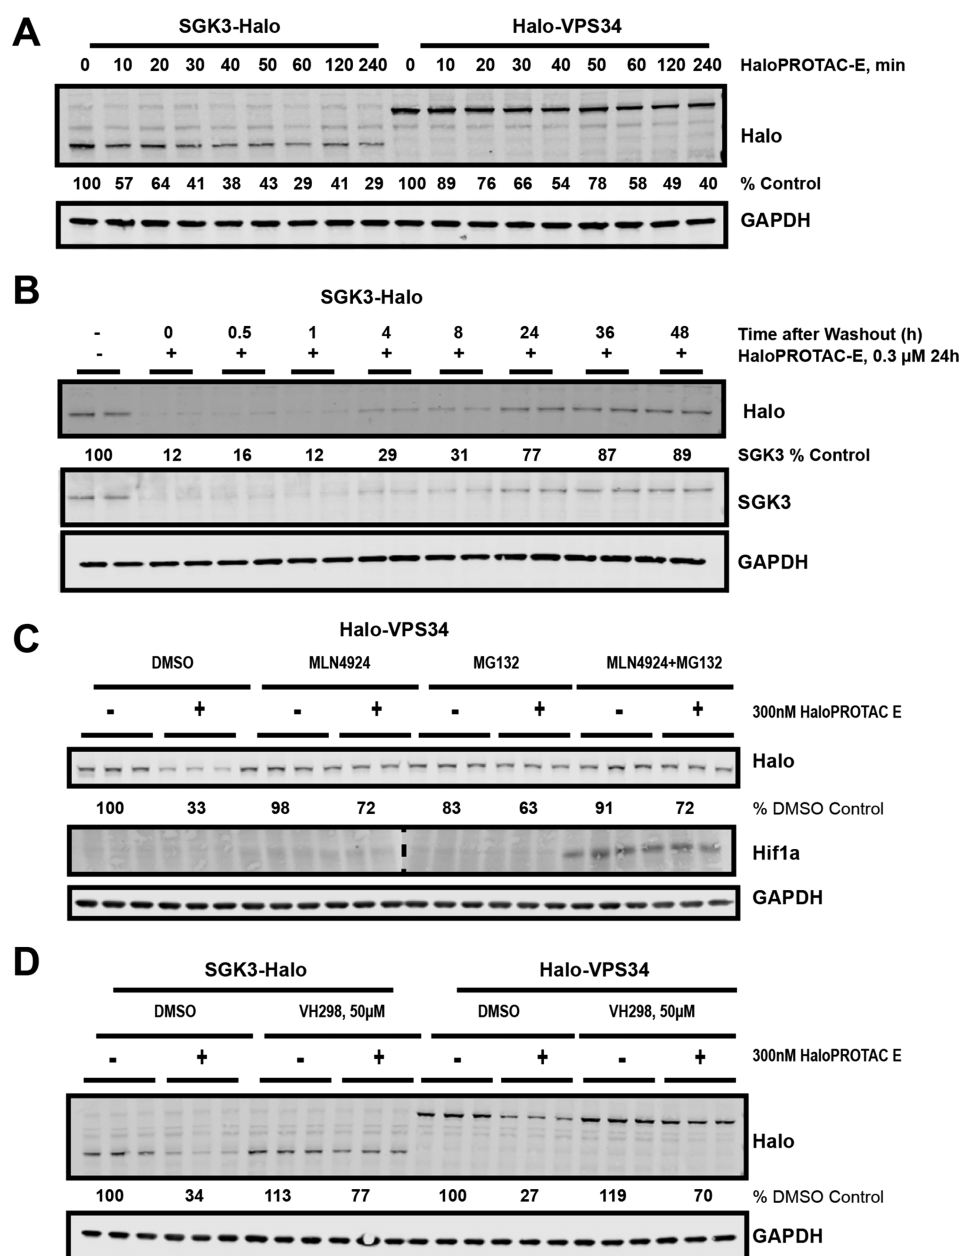 A
SGK3-Halo Halo-VPS34
0 10 20 30 40 50 60 120 240 0 10 20 30 40 50 60 120 240 HaloPROTAC-E, min
Halo
100 57 64 41 38 43 29 41 29 100 89 76 66 54 78 58 49 40 % Control
GAPDH
B
SGK3-Halo
- 0 0.5 1 4 8 24 36 48 Time after Washout (h)
- + + + + + + + + HaloPROTAC-E, 0.3 µM 24h
Halo
100 12 16 12 29 31 77 87 89 SGK3 % Control
SGK3
GAPDH
C
Halo-VPS34
DMSO MLN4924 MG132 MLN4924+MG132
- + - + - + - + 300nM HaloPROTAC E
Halo
100 33 98 72 83 63 91 72 % DMSO Control
Hif1a
GAPDH
D
SGK3-Halo Halo-VPS34
DMSO VH298, 50µM DMSO VH298, 50µM
- + - + - + - + 300nM HaloPROTAC E
Halo
100 34 113 77 100 27 119 70 % DMSO Control
GAPDH